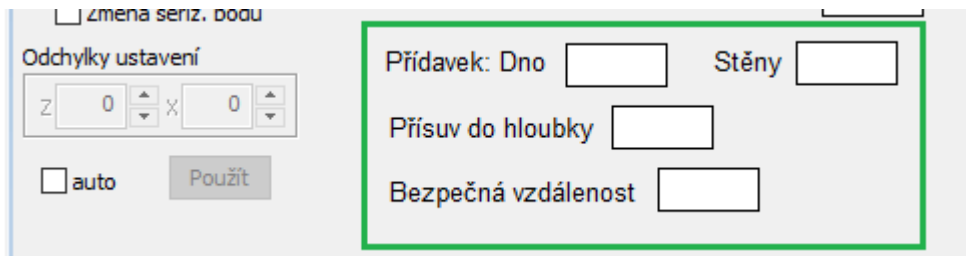 Změna seříz. bodu
Odchylky ustavení
Z 0 X 0
auto Použít
Přídavek: Dno Stěny
Přísuv do hloubky
Bezpečná vzdálenost